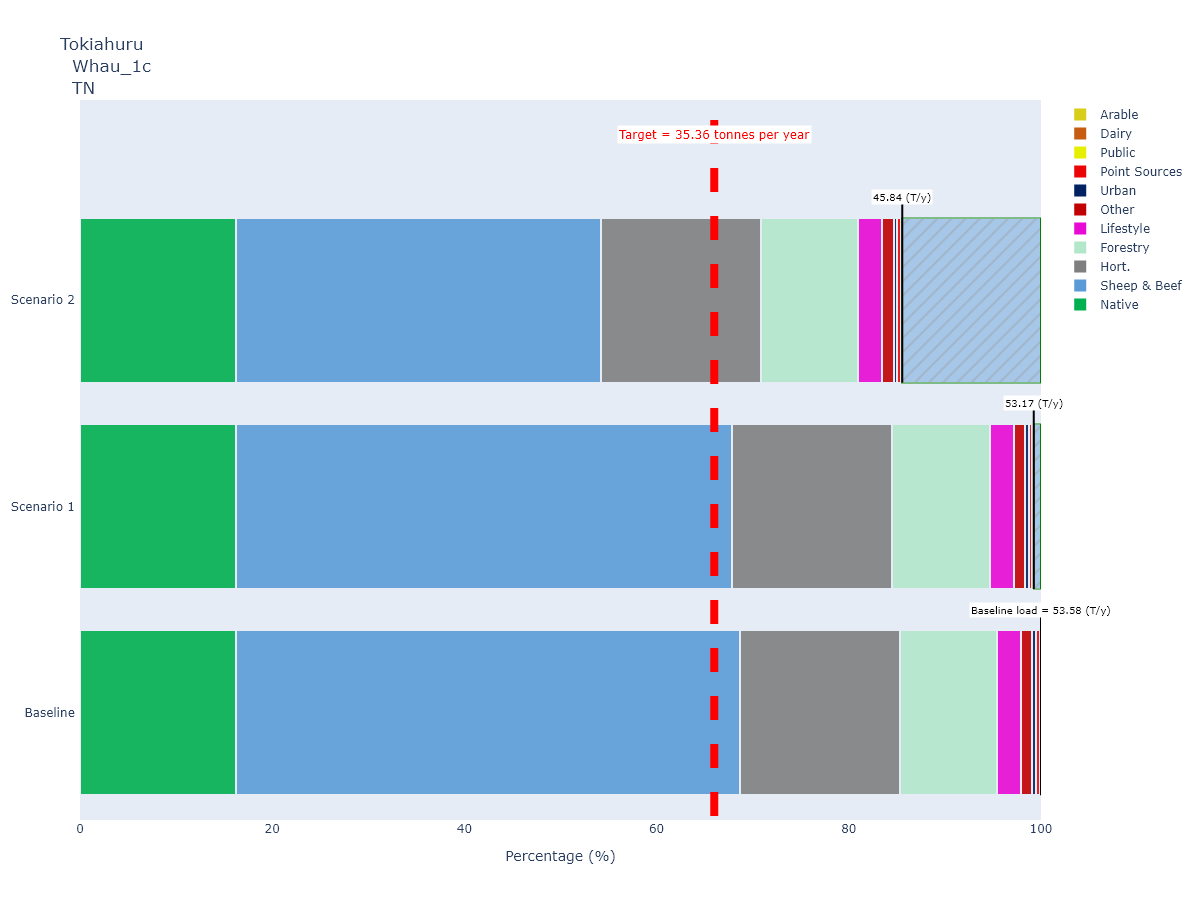 Tokiahuru
Whau_1c
TN
Target = 35.36 tonnes per year
45.84 (T/y)
Scenario 2
53.17 (T/y)
Scenario 1
Baseline load = 53.58 (T/y)
Baseline
0
20
40
60
80
100
Percentage (%)
Arable
Dairy
Public
Point Sources
Urban
Other
Lifestyle
Forestry
Hort.
Sheep & Beef
Native